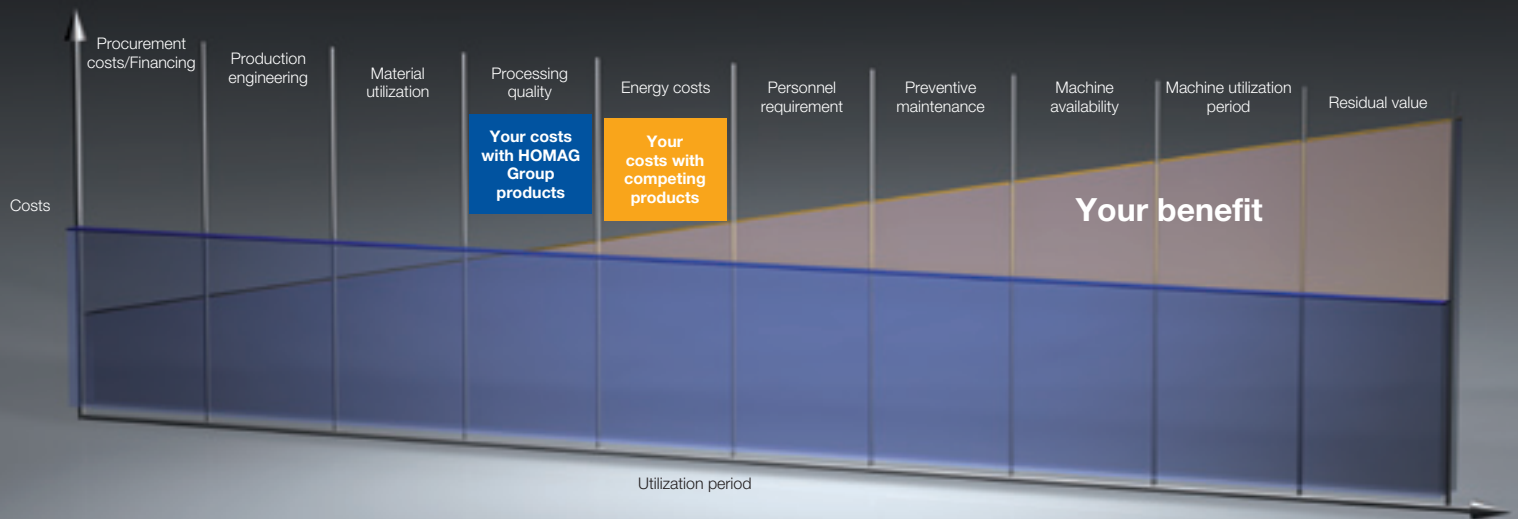 Procurement
costs/Financing
Production
engineering
Material
utilization
Processing
quality
Energy costs
Personnel
requirement
Preventive
maintenance
Machine
availability
Machine utilization
period
Residual value
Your costs
with HOMAG
Group
products
Your
costs with
competing
products
Costs
Your benefit
Utilization period